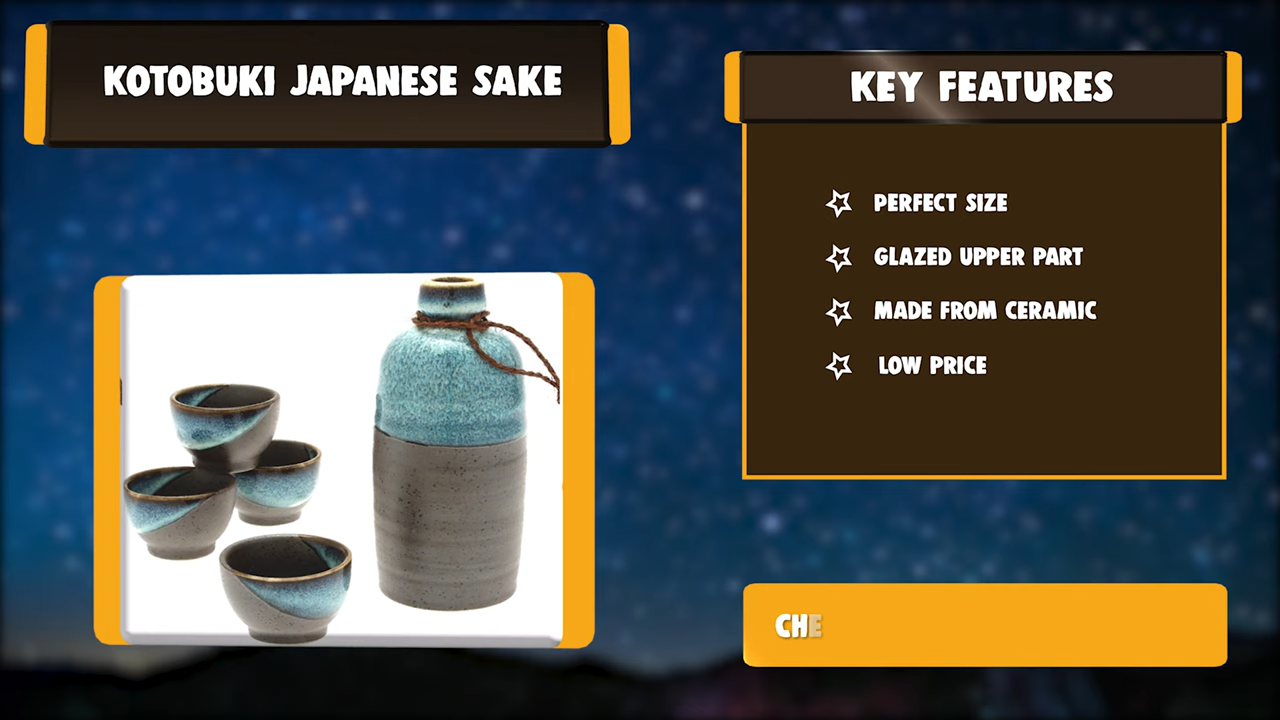 KOTOBUKI JAPANESE SAKE
KEY FEATURES
PERFECT SIZE
GLAZED UPPER PART
MADE FROM CERAMIC
LOW PRICE
CHE